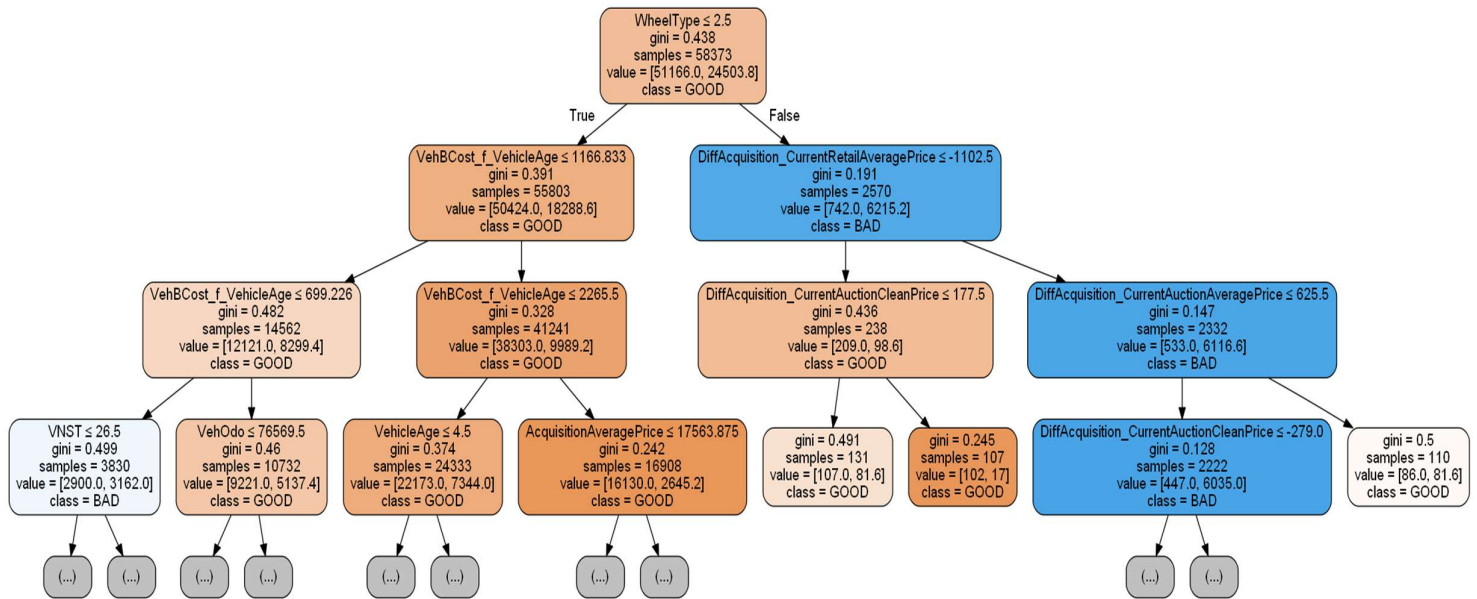 WheelType ≤ 2.5
gini = 0.438
samples = 58373
value = [51166.0, 24503.8]
class = GOOD
True
False
VehBCost_f_VehicleAge ≤ 1166.833
gini = 0.391
samples = 55803
value = [50424.0, 18288.6]
class = GOOD
DiffAcquisition_CurrentRetailAveragePrice ≤ -1102.5
gini = 0.191
samples = 2570
value = [742.0, 6215.2]
class = BAD
VehBCost_f_VehicleAge ≤ 699.226
gini = 0.482
samples = 14562
value = [12121.0, 8299.4]
class = GOOD
VehBCost_f_VehicleAge ≤ 2265.5
gini = 0.328
samples = 41241
value = [38303.0, 9989.2]
class = GOOD
DiffAcquisition_CurrentAuctionCleanPrice ≤ 177.5
gini = 0.436
samples = 238
value = [209.0, 98.6]
class = GOOD
DiffAcquisition_CurrentAuctionAveragePrice ≤ 625.5
gini = 0.147
samples = 2332
value = [533.0, 6116.6]
class = BAD
VNST ≤ 26.5
gini = 0.499
samples = 3830
value = [2900.0, 3162.0]
class = BAD
VehOdo ≤ 76569.5
gini = 0.46
samples = 10732
value = [9221.0, 5137.4]
class = GOOD
VehicleAge ≤ 4.5
gini = 0.374
samples = 24333
value = [22173.0, 7344.0]
class = GOOD
AcquisitionAveragePrice ≤ 17563.875
gini = 0.242
samples = 16908
value = [16130.0, 2645.2]
class = GOOD
gini = 0.491
samples = 131
value = [107.0, 81.6]
class = GOOD
gini = 0.245
samples = 107
value = [102, 17]
class = GOOD
DiffAcquisition_CurrentAuctionCleanPrice ≤ -279.0
gini = 0.128
samples = 2222
value = [447.0, 6035.0]
class = BAD
gini = 0.5
samples = 110
value = [86.0, 81.6]
class = GOOD
(...)
(...)
(...)
(...)
(...)
(...)
(...)
(...)
(...)
(...)